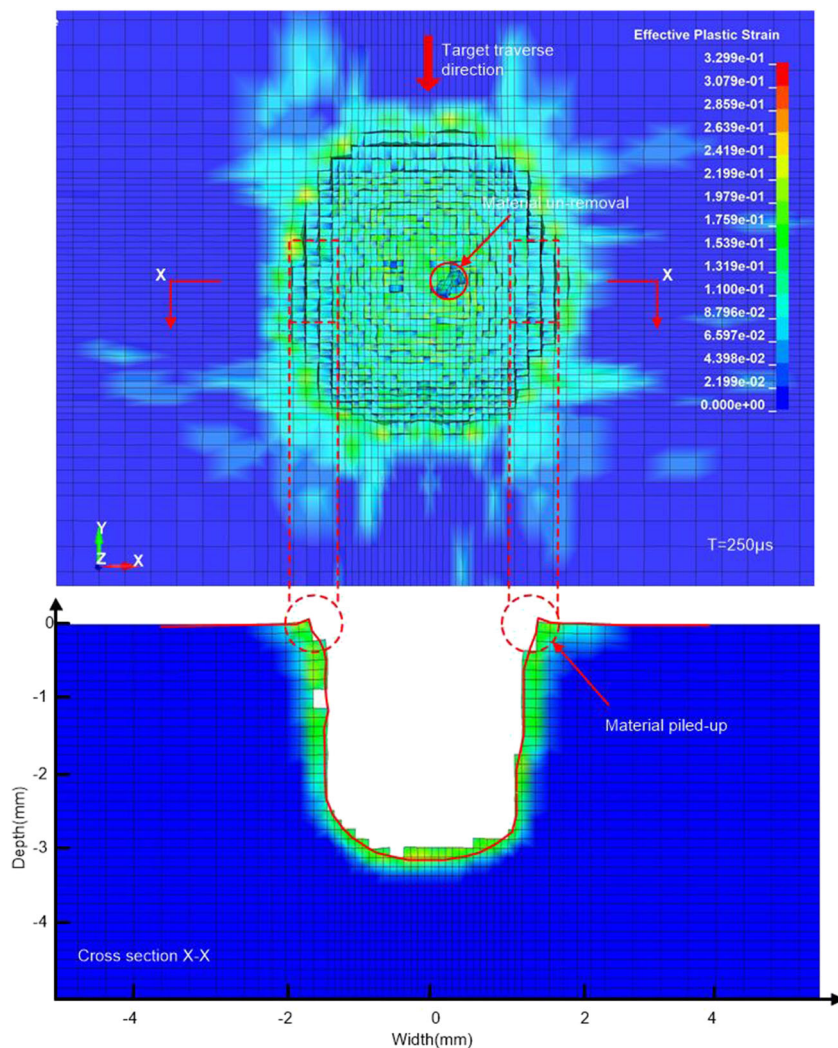 Target traverse
direction
Effective Plastic Strain
3.299e-01
3.079e-01
2.859e-01
2.639e-01
2.419e-01
2.199e-01
1.979e-01
1.759e-01
1.539e-01
1.319e-01
1.100e-01
8.796e-02
6.597e-02
4.398e-02
2.199e-02
0.000e+00
Material un-removal
X
X
Y
Z
X
T=250µs
0
-1
-2
-3
-4
Depth(mm)
Material piled-up
Cross section X-X
-4
-2
0
2
4
Width(mm)